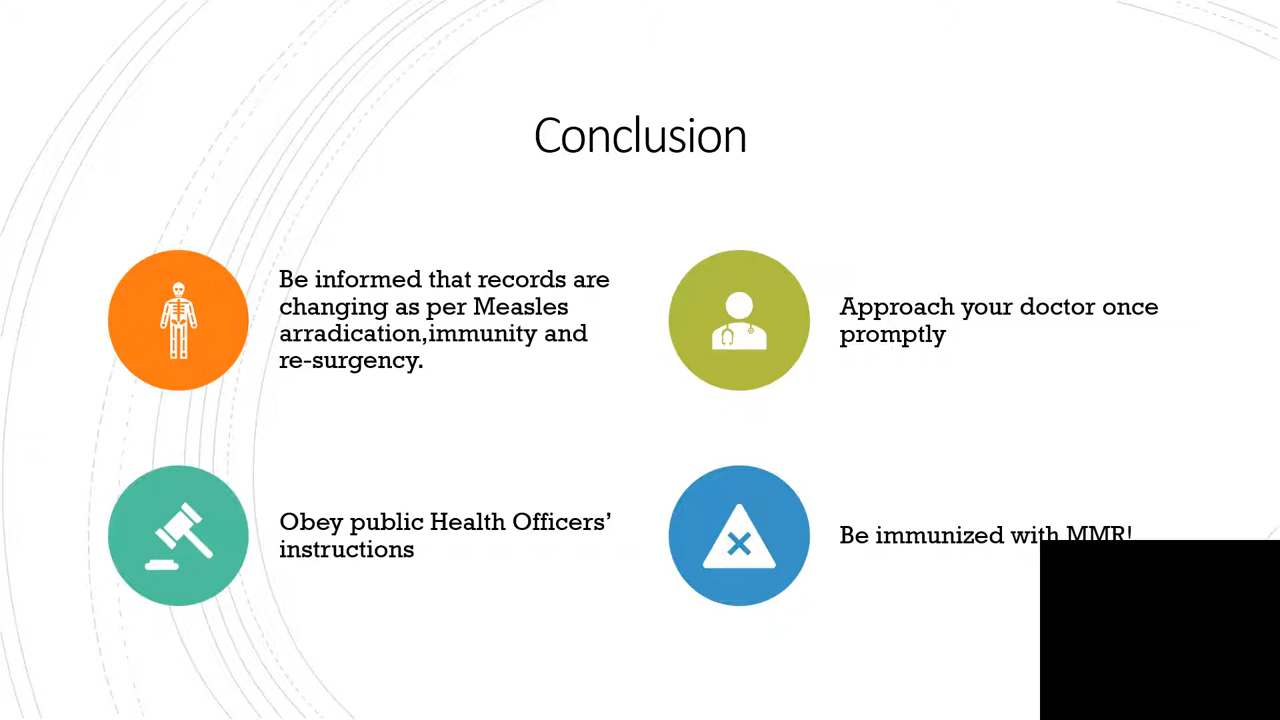 Conclusion
Be informed that records are
changing as per Measles
arradication,immunity and
re-surgency.
Approach your doctor once
promptly
Obey public Health Officers’
instructions
Be immunized with MMR!